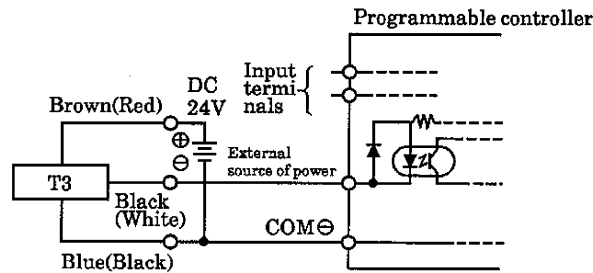 Programmable controller
Input
termi-
nals
DC
24V
Brown(Red)
⊕
⊖
External
source of power
T3
Black
(White)
COM⊖
Blue(Black)